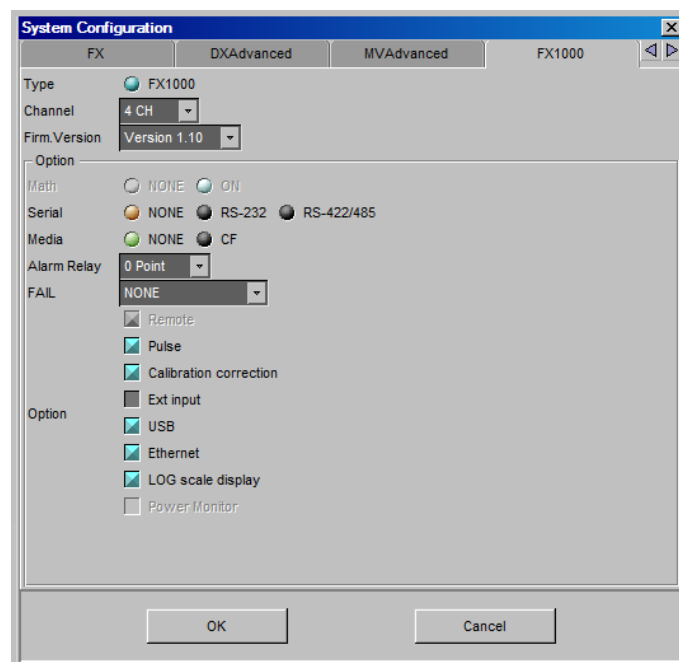 System Configuration
FX DXAdvanced MVAdvanced FX1000
Type FX1000
Channel 4 CH
Firm.Version Version 1.10
Option
Math NONE ON
Serial NONE RS-232 RS-422/485
Media NONE CF
Alarm Relay 0 Point
FAIL NONE
Remote
Pulse
Calibration correction
Ext input
Option
USB
Ethernet
LOG scale display
Power Monitor
OK Cancel